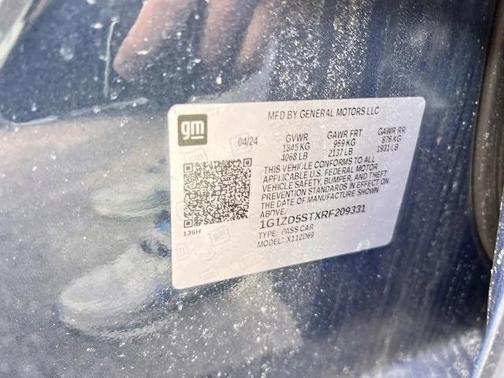 MFD BY GENERAL MOTORS LLC
gm
04/24 GVWR GAWR FRT GAWR RR
1845 KG 969 KG 876 KG
4068 LB 2137 LB 1931 LB
THIS VEHICLE CONFORMS TO ALL
APPLICABLE U.S. FEDERAL MOTOR
VEHICLE SAFETY, BUMPER, AND THEFT
PREVENTION STANDARDS IN EFFECT ON
THE DATE OF MANUFACTURE SHOWN
ABOVE.
136H
1G1ZD5STXRF209331
TYPE: PASS CAR
MODEL: X11ZD69